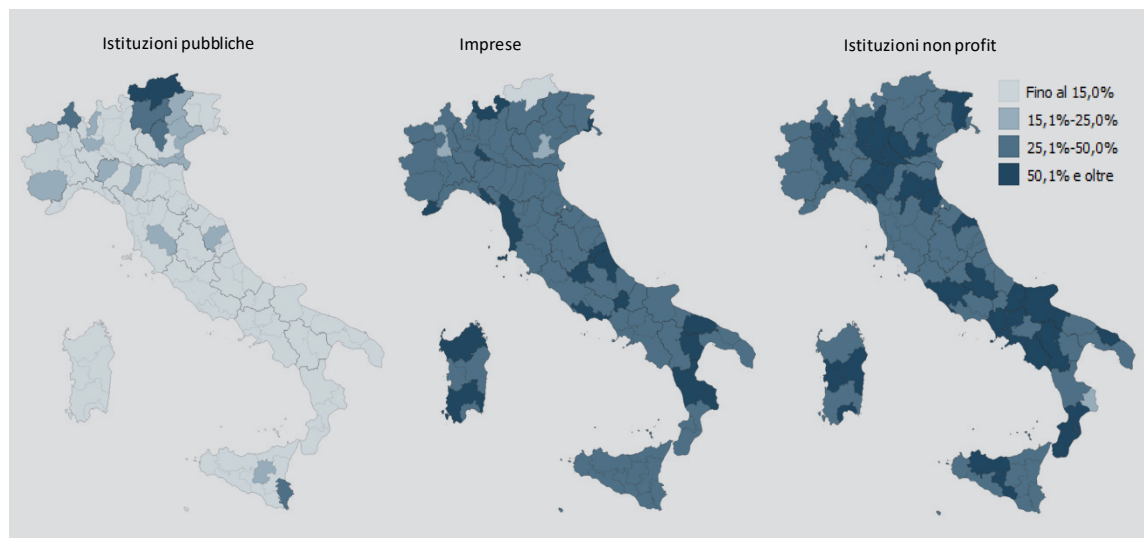 Istituzioni pubbliche
Imprese
Istituzioni non profit
Fino al 15,0%
15,1%-25,0%
25,1%-50,0%
50,1% e oltre